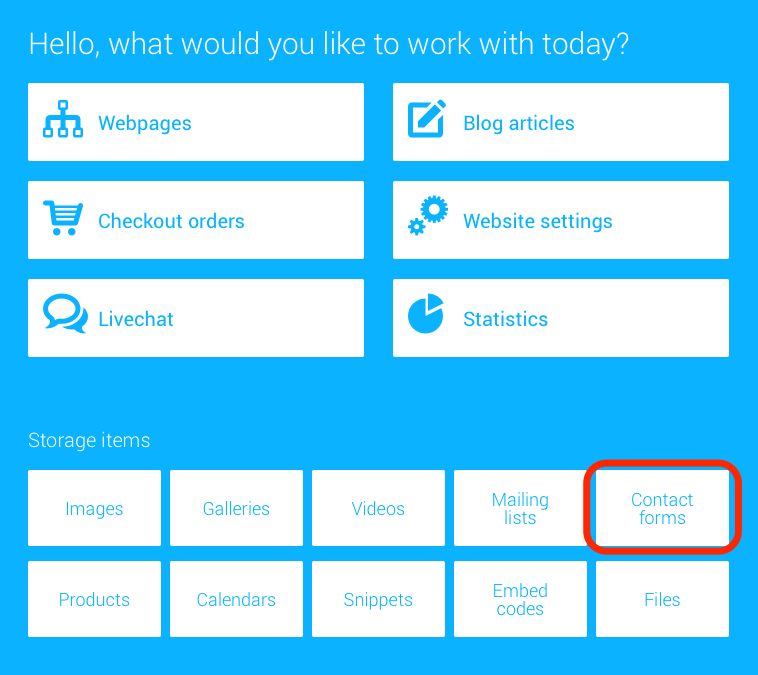 Hello, what would you like to work with today?
Webpages
Blog articles
Checkout orders
Website settings
Livechat
Statistics
Storage items
Images
Galleries
Videos
Mailing
lists
Contact
forms
Products
Calendars
Snippets
Embed
codes
Files